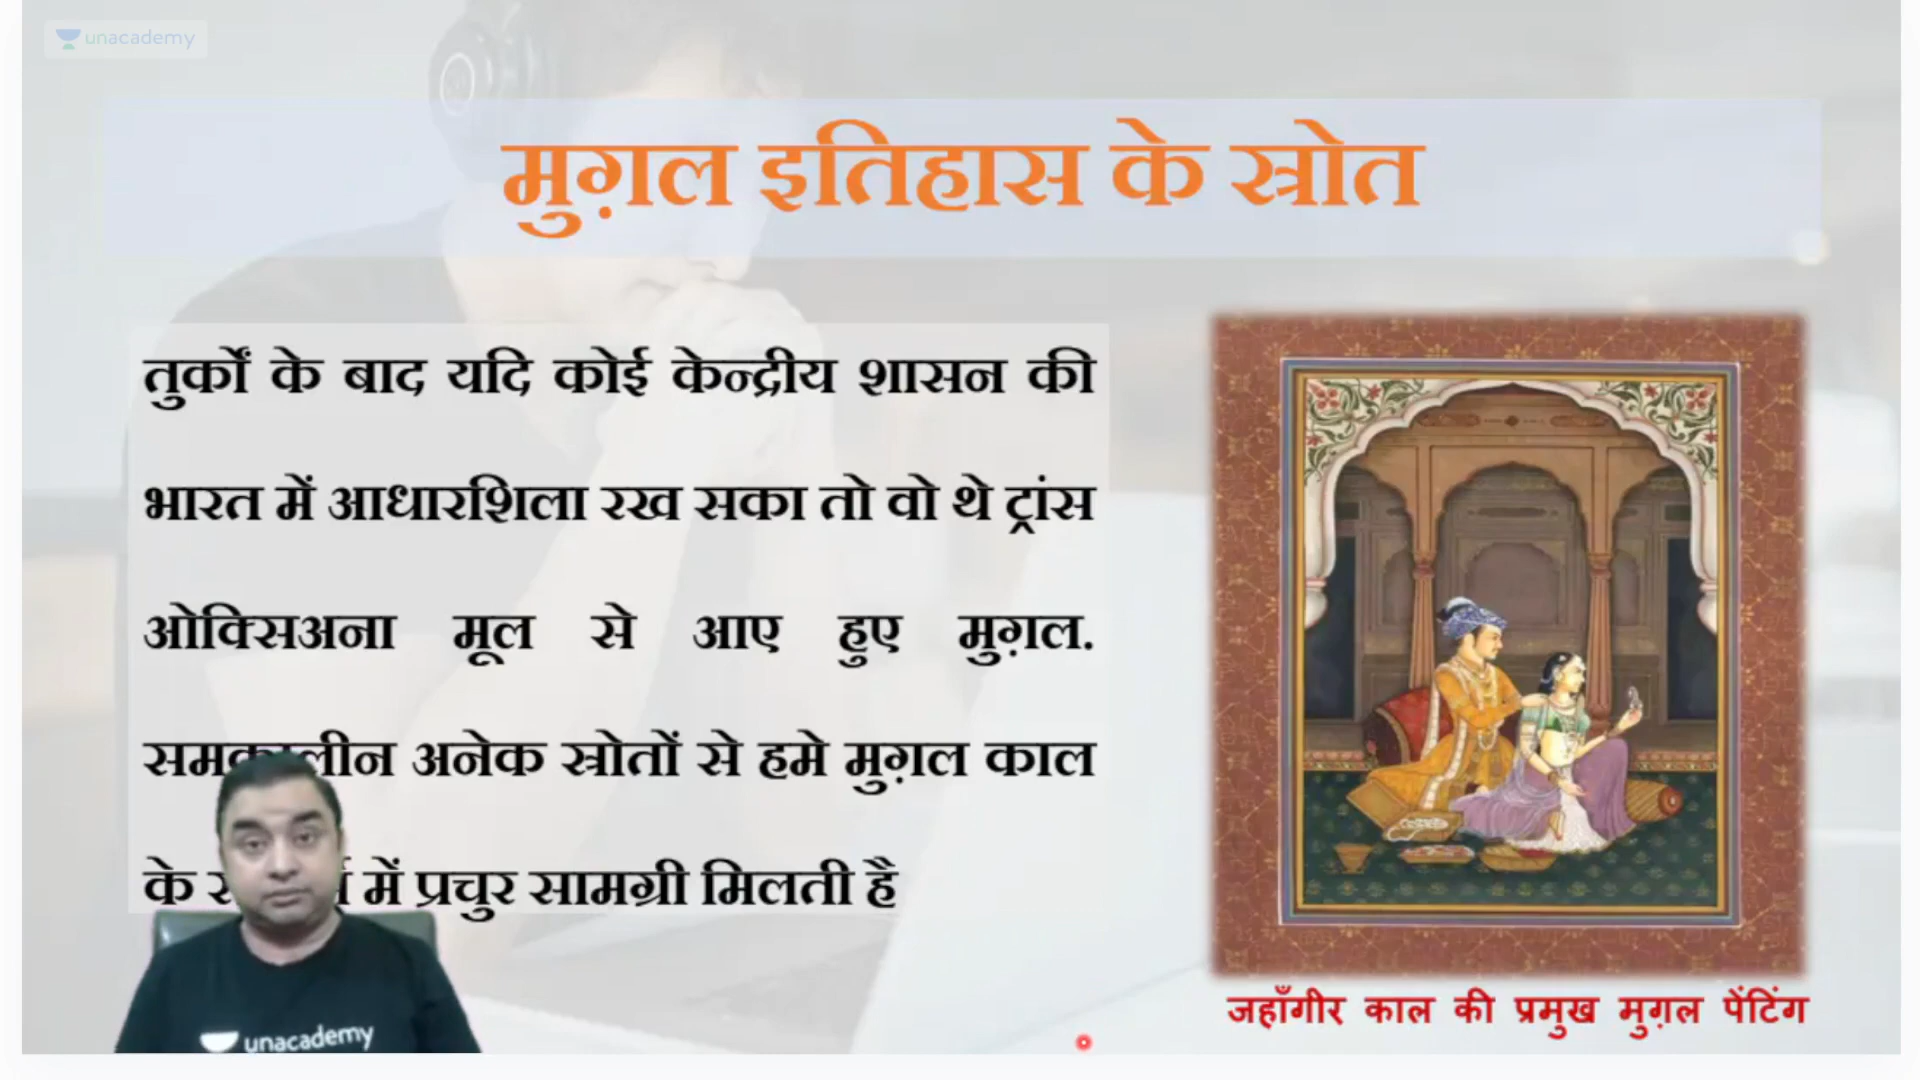 unacademy
मुग़ल इतिहास के स्रोत
तुर्कों के बाद यदि कोई केन्द्रीय शासन की
भारत में आधारशिला रख सका तो वो थे ट्रांस
ओक्सिअना मूल से आए हुए मुग़ल.
अनेक स्रोतों से हमे मुग़ल काल
के में प्रचुर सामग्री मिलती है
जहाँगीर काल की प्रमुख मुग़ल पेंटिंग
unacademy